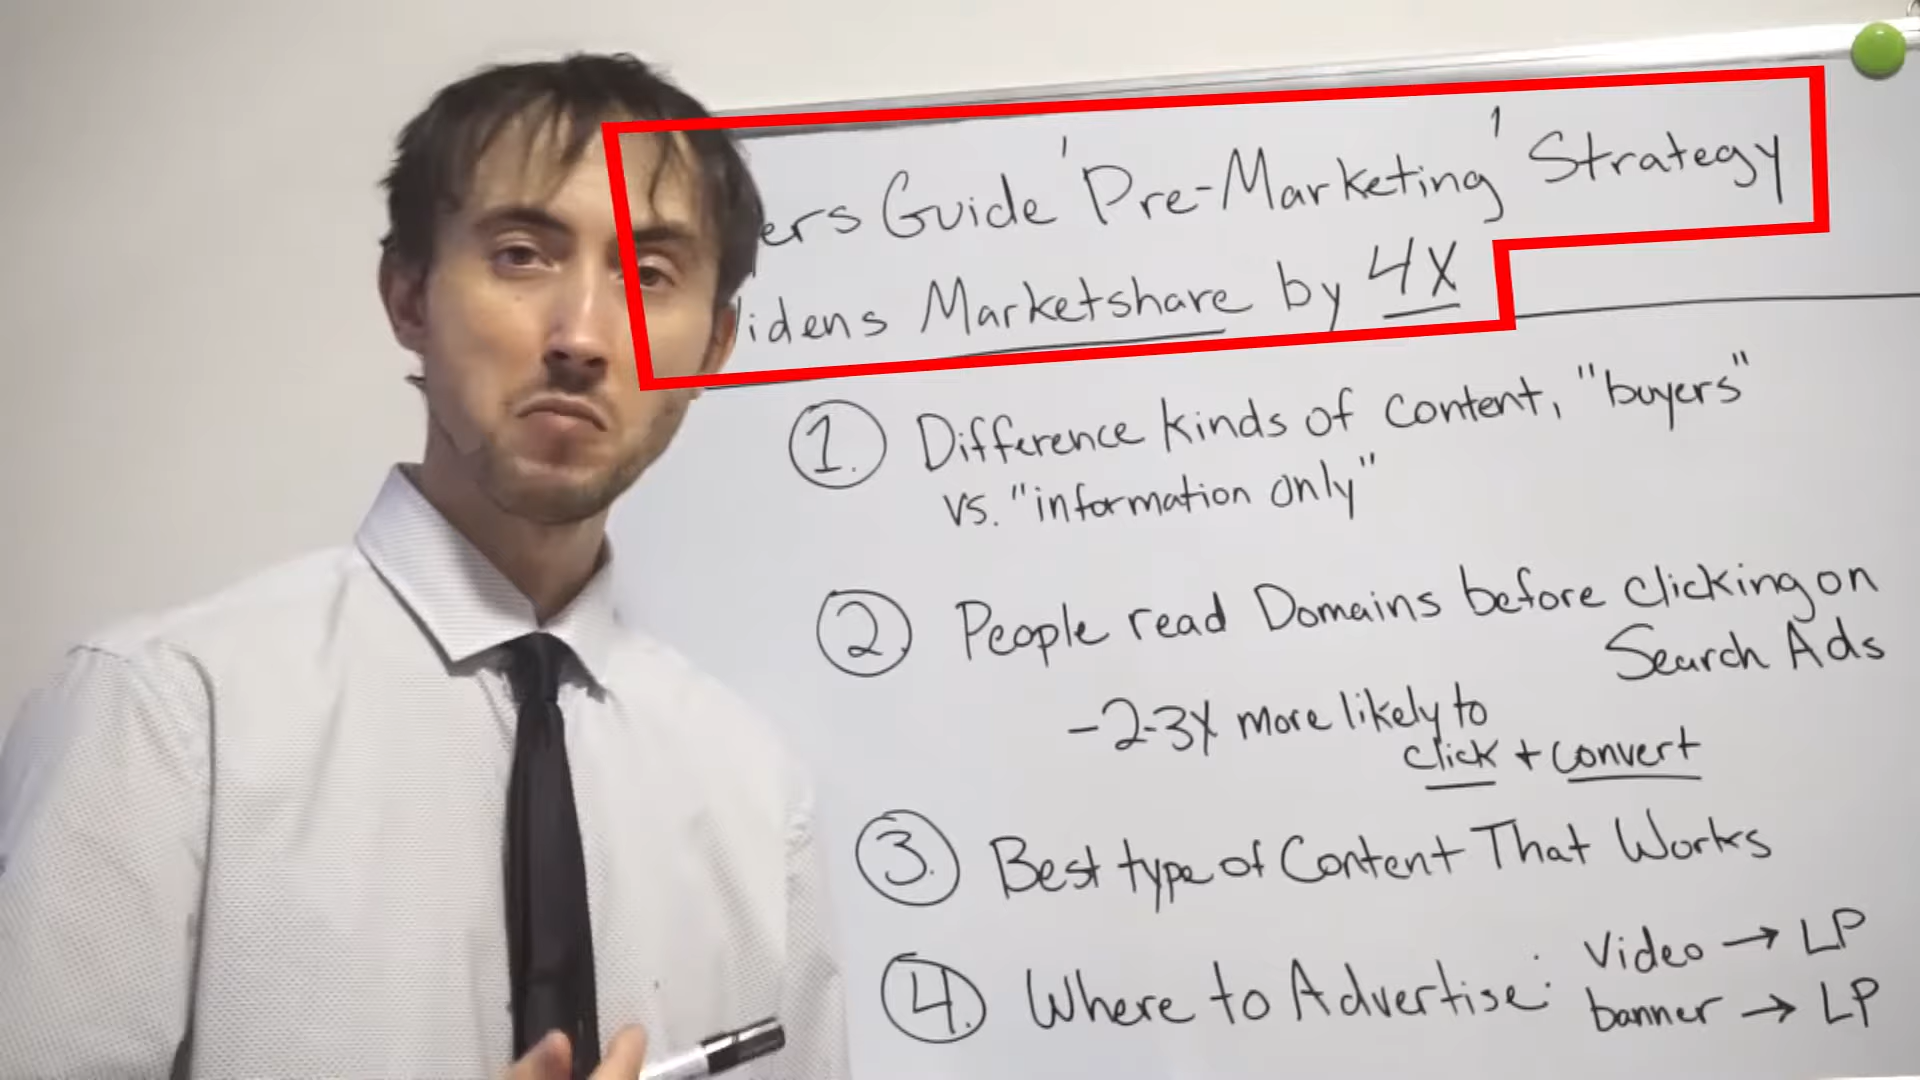 ers Guide 'Pre-Marketing' Strategy
idens Marketshare by 4X
1. Difference kinds of content, "buyers"
vs. "information only"
2. People read Domains before clicking on
Search Ads
-2-3X more likely to
click + convert
3. Best type of Content That Works
4. Where to Advertise: Video → LP
banner → LP